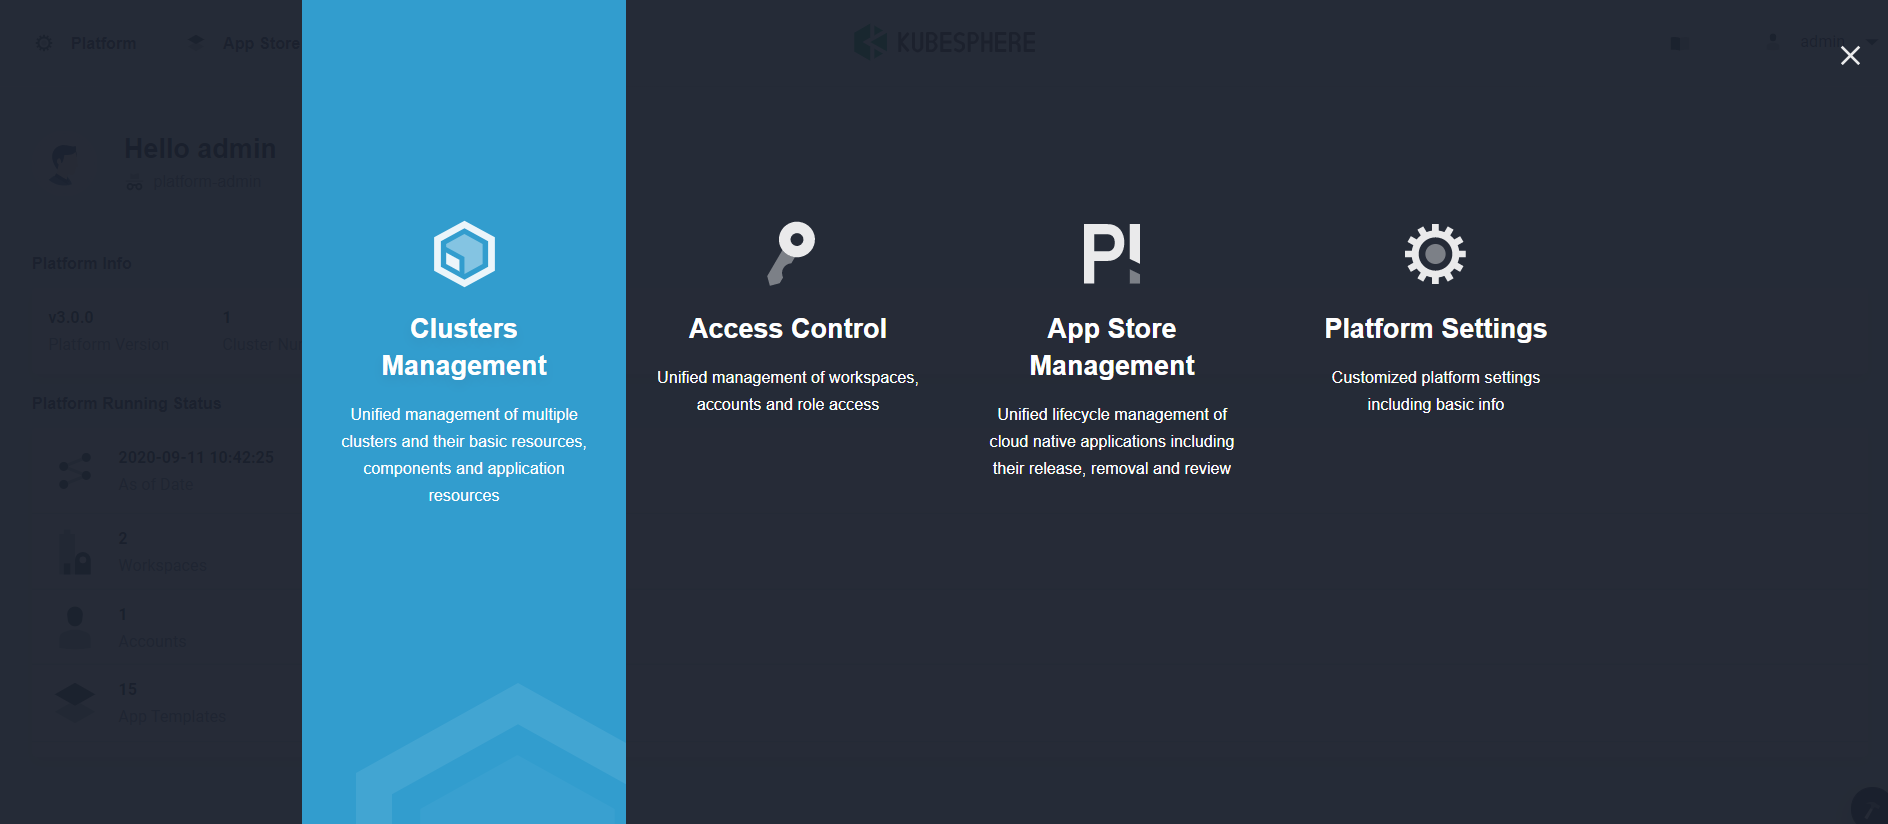 Platform
App Store
KUBESPHERE
admin
Hello admin
platform-admin
Platform Info
v3.0.0
Platform Version
1
Cluster
Platform Running Status
2020-09-11 10:42:25
As of Date
2
Workspaces
1
Accounts
15
App Templates
Clusters
Management
Unified management of multiple
clusters and their basic resources,
components and application
resources
Access Control
Unified management of workspaces,
accounts and role access
App Store
Management
Unified lifecycle management of
cloud native applications including
their release, removal and review
Platform Settings
Customized platform settings
including basic info